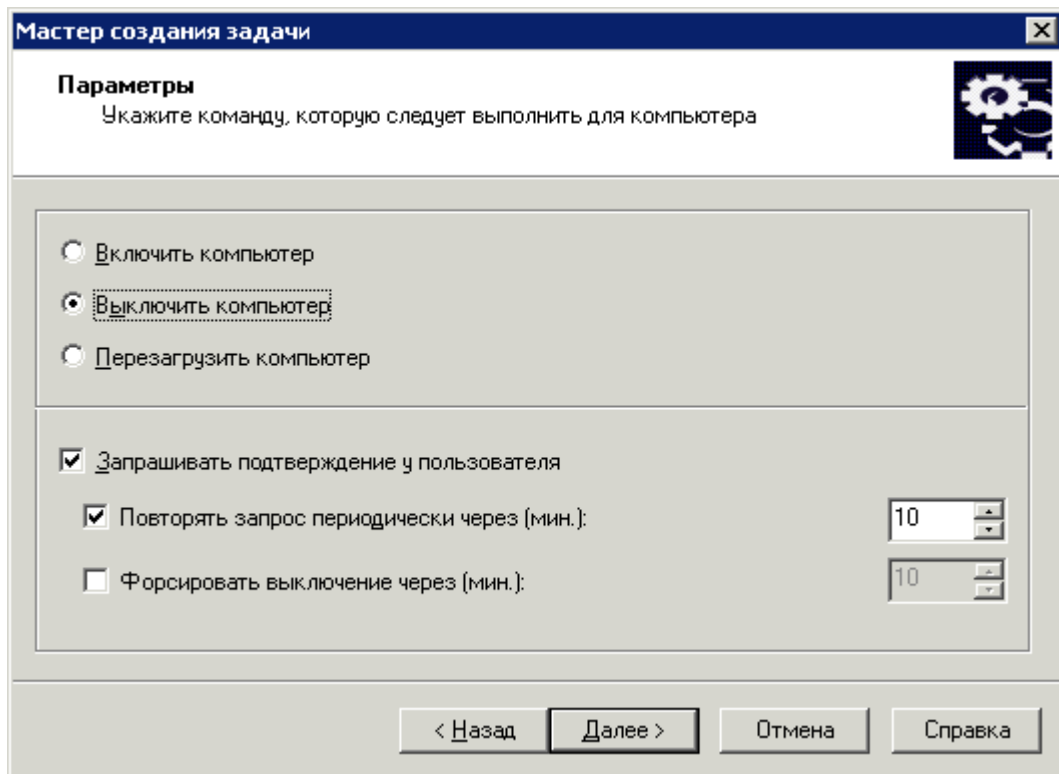 Мастер создания задачи
Параметры
Укажите команду, которую следует выполнить для компьютера
Включить компьютер
Выключить компьютер
Перезагрузить компьютер
Запрашивать подтверждение у пользователя
Повторять запрос периодически через (мин.): 10
Форсировать выключение через (мин.): 10
< Назад Далее > Отмена Справка